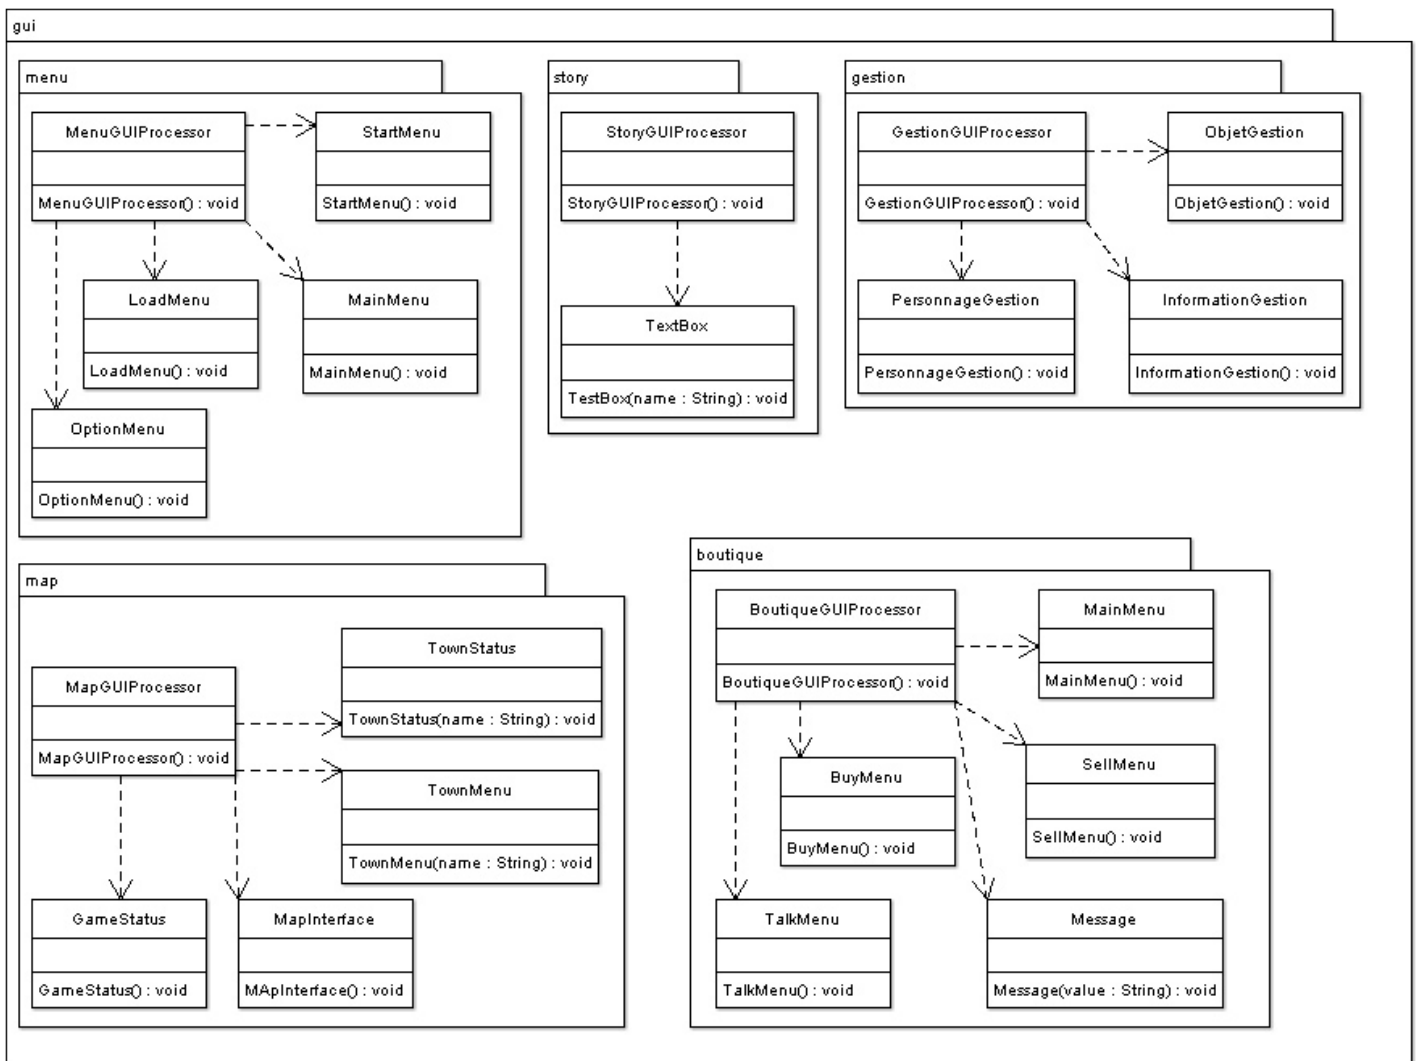 gui
menu
MenuGUIProcessor
MenuGUIProcessor() : void
StartMenu
StartMenu() : void
LoadMenu
LoadMenu() : void
MainMenu
MainMenu() : void
OptionMenu
OptionMenu() : void
story
StoryGUIProcessor
StoryGUIProcessor() : void
TextBox
TestBox(name : String) : void
gestion
GestionGUIProcessor
GestionGUIProcessor() : void
ObjetGestion
ObjetGestion() : void
PersonnageGestion
PersonnageGestion() : void
InformationGestion
InformationGestion() : void
map
MapGUIProcessor
MapGUIProcessor() : void
TownStatus
TownStatus(name : String) : void
TownMenu
TownMenu(name : String) : void
GameStatus
GameStatus() : void
MapInterface
MApInterface() : void
boutique
BoutiqueGUIProcessor
BoutiqueGUIProcessor() : void
MainMenu
MainMenu() : void
BuyMenu
BuyMenu() : void
SellMenu
SellMenu() : void
TalkMenu
TalkMenu() : void
Message
Message(value : String) : void